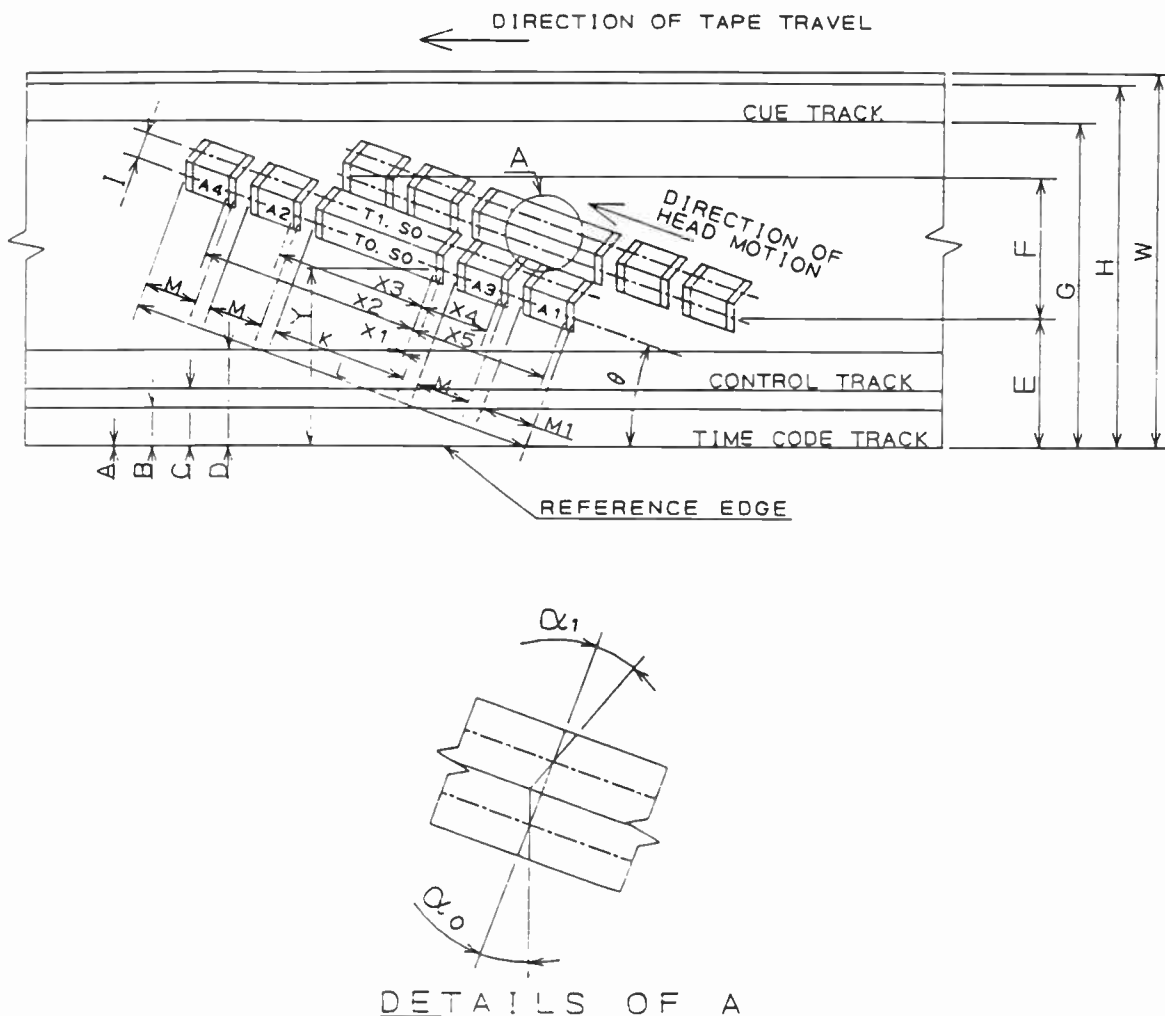 DIRECTION OF TAPE TRAVEL
CUE TRACK
A
I
A4
A2
T1. S0
T0. S0
A3
A1
DIRECTION OF
HEAD MOTION
F
G
H
W
E
M
M
X3
X2
X4
Y
X1
X5
K
L
M
M1
θ
CONTROL TRACK
TIME CODE TRACK
A
B
C
D
REFERENCE EDGE
α1
α0
DETAILS OF A